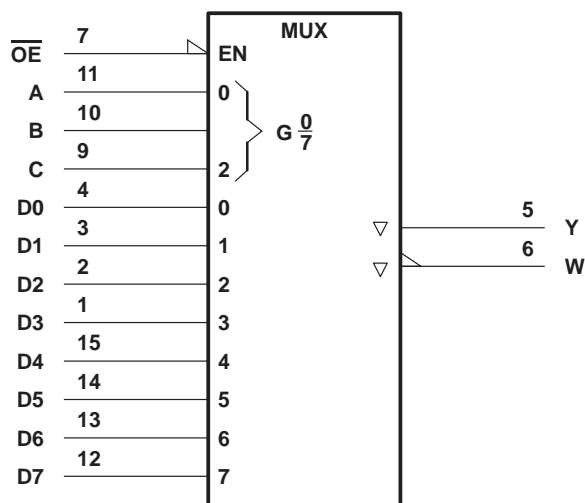 MUX
O̅E̅ 7 EN
A 11 0
B 10
C 9 2
G 0/7
D0 4 0
D1 3 1
D2 2 2
D3 1 3
D4 15 4
D5 14 5
D6 13 6
D7 12 7
5 Y
6 W